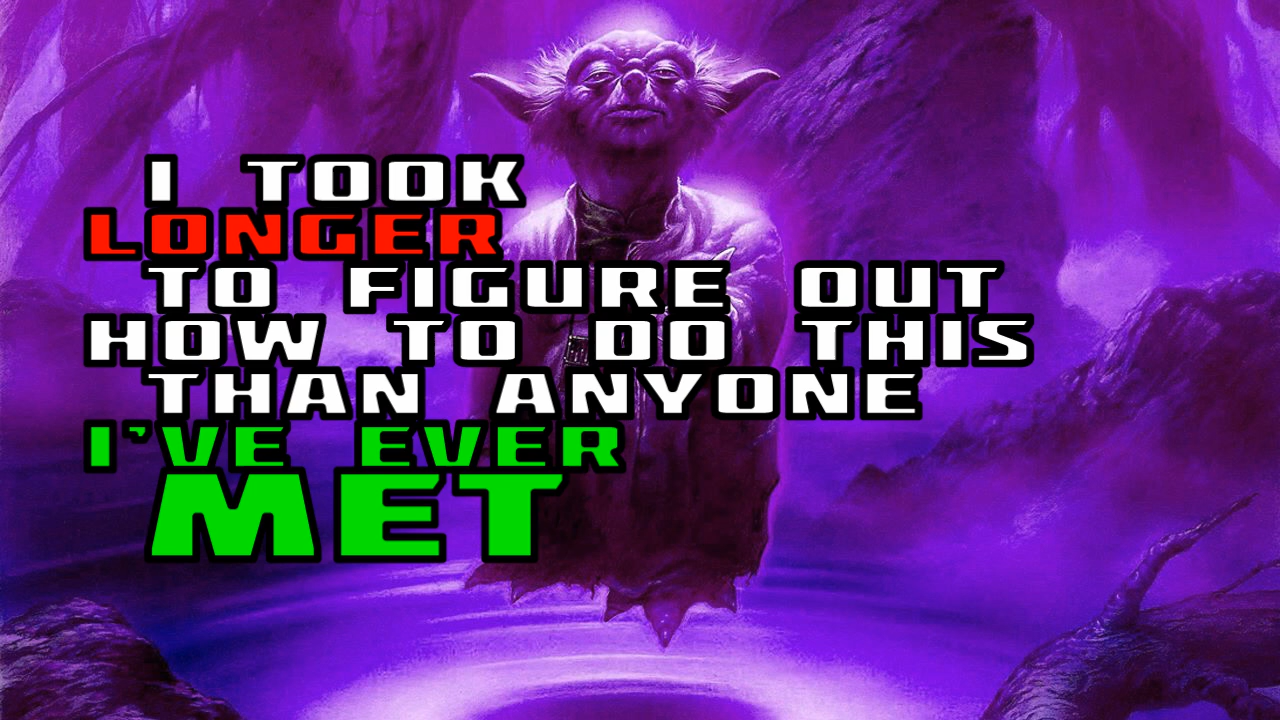 I TOOK
LONGER
TO FIGURE OUT
HOW TO DO THIS
THAN ANYONE
I'VE EVER
MET